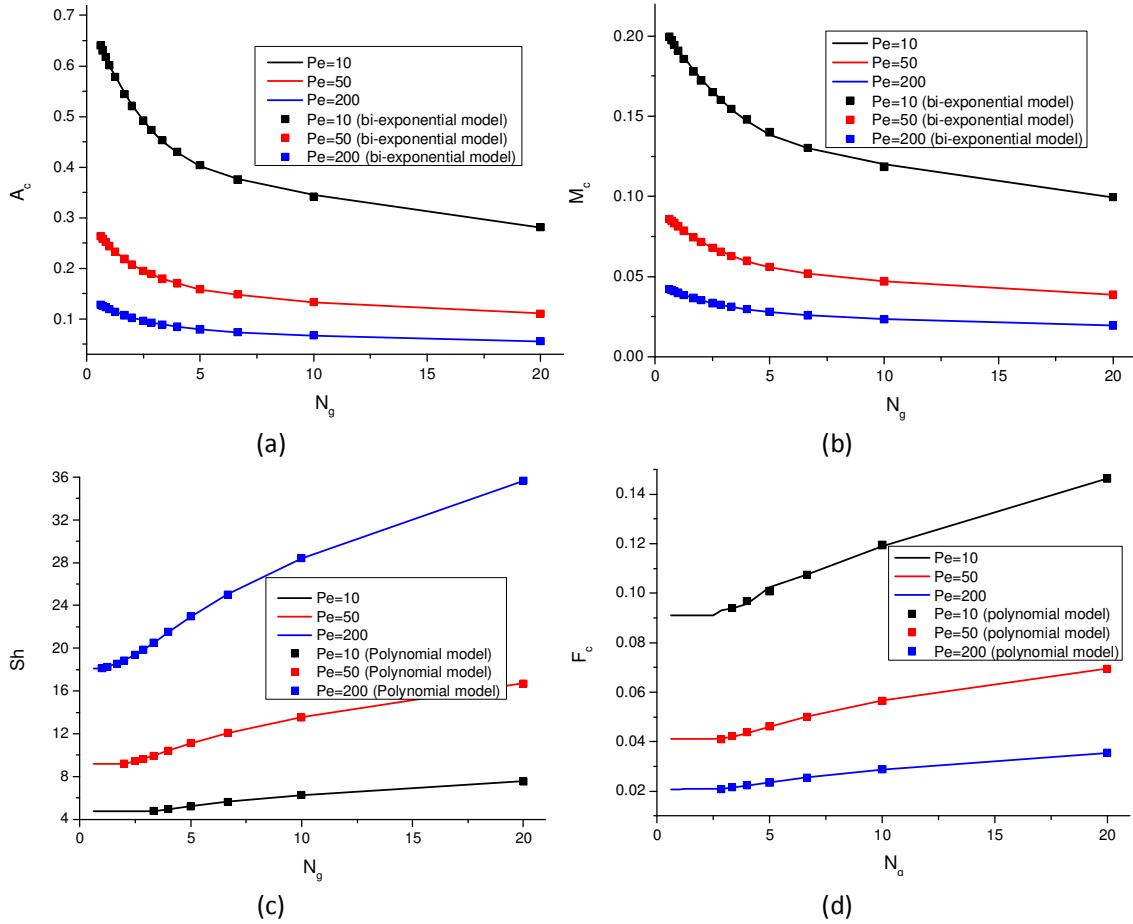 0.7
0.6
0.5
0.4
0.3
0.2
0.1
A_c
Pe=10
Pe=50
Pe=200
Pe=10 (bi-exponential model)
Pe=50 (bi-exponential model)
Pe=200 (bi-exponential model)
0 5 10 15 20
N_g
(a)
0.20
0.15
0.10
0.05
0.00
M_c
Pe=10
Pe=50
Pe=200
Pe=10 (bi-exponential model)
Pe=50 (bi-exponential model)
Pe=200 (bi-exponential model)
0 5 10 15 20
N_g
(b)
36
32
28
24
20
16
12
8
4
Sh
Pe=10
Pe=50
Pe=200
Pe=10 (Polynomial model)
Pe=50 (Polynomial model)
Pe=200 (Polynomial model)
0 5 10 15 20
N_g
(c)
0.14
0.12
0.10
0.08
0.06
0.04
0.02
F_c
Pe=10
Pe=50
Pe=200
Pe=10 (polynomial model)
Pe=50 (polynomial model)
Pe=200 (polynomial model)
0 5 10 15 20
N_g
(d)